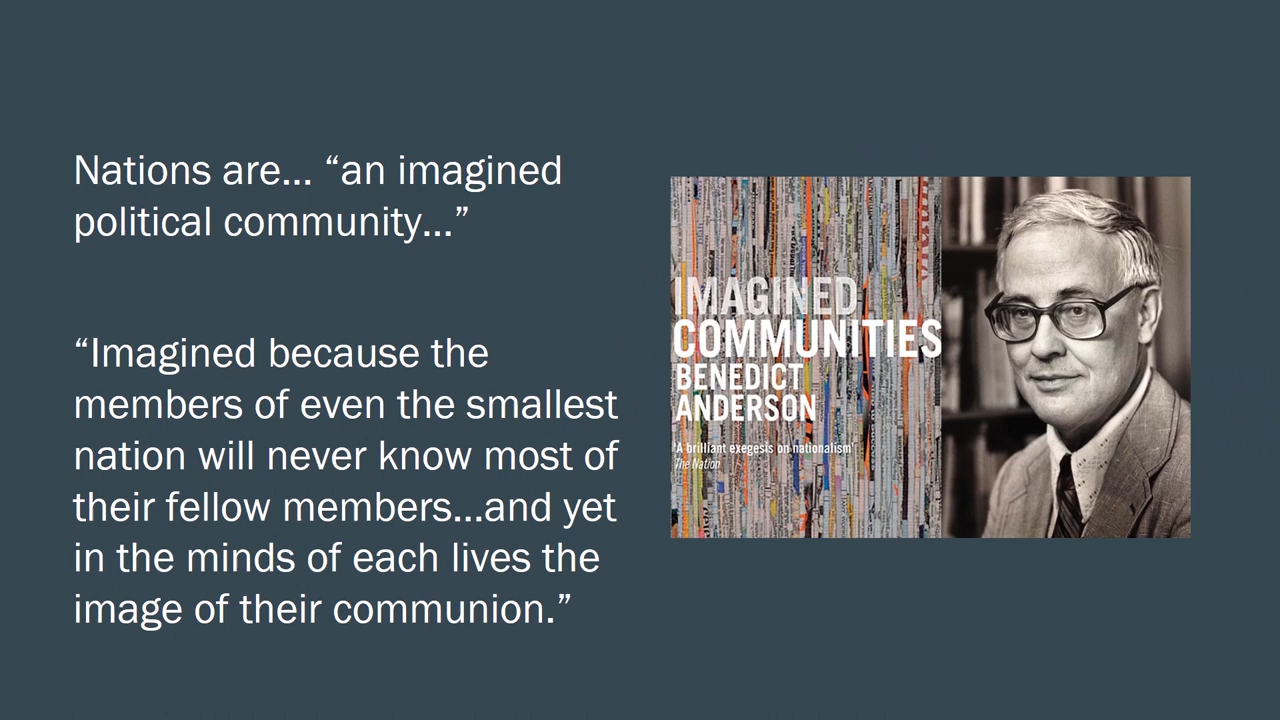 Nations are... “an imagined
political community...”
“Imagined because the
members of even the smallest
nation will never know most of
their fellow members...and yet
in the minds of each lives the
image of their communion.”
IMAGINED
COMMUNITIES
BENEDICT
ANDERSON
'A brilliant exegesis on nationalism'
The Nation